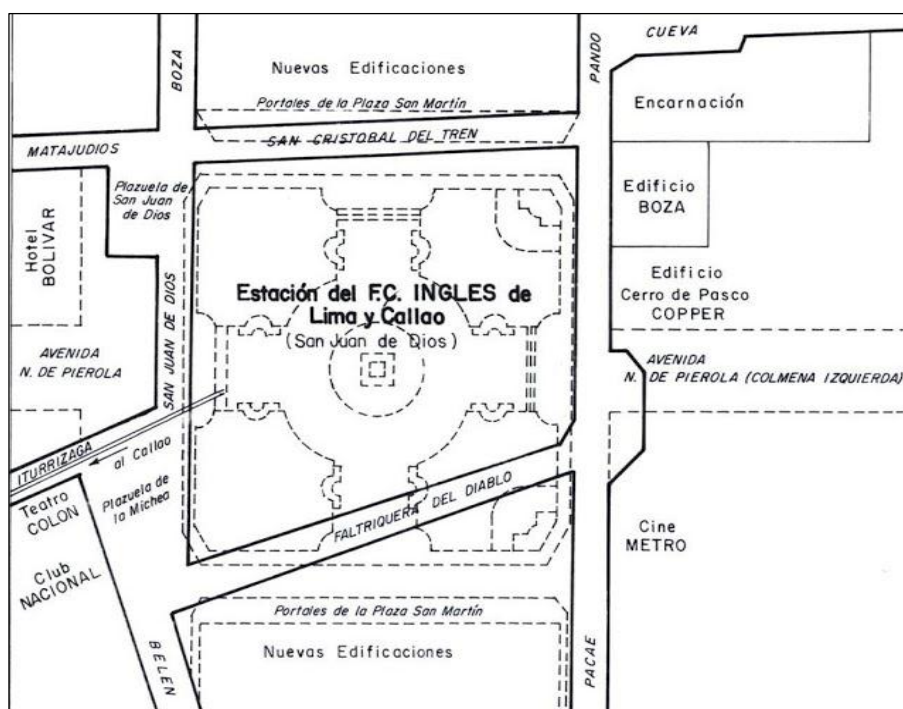 CUEVA
BOZA
PANDO
Nuevas Edificaciones
Portales de la Plaza San Martín
SAN CRISTOBAL DEL TREN
MATAJUDIOS
Encarnación
Plazuela de
San Juan
de Dios
Edificio
BOZA
Hotel
BOLIVAR
Edificio
Cerro de Pasco
COPPER
Estación del F.C. INGLES de
Lima y Callao
(San Juan de Dios)
SAN JUAN DE DIOS
AVENIDA
N. DE PIEROLA
AVENIDA
N. DE PIEROLA (COLMENA IZQUIERDA)
ITURRIZAGA
al Callao
Teatro
COLON
Plazuela de
la Michea
FALTRIQUERA DEL DIABLO
Cine
METRO
Club
NACIONAL
Portales de la Plaza San Martín
Nuevas Edificaciones
BELEN
PACAE